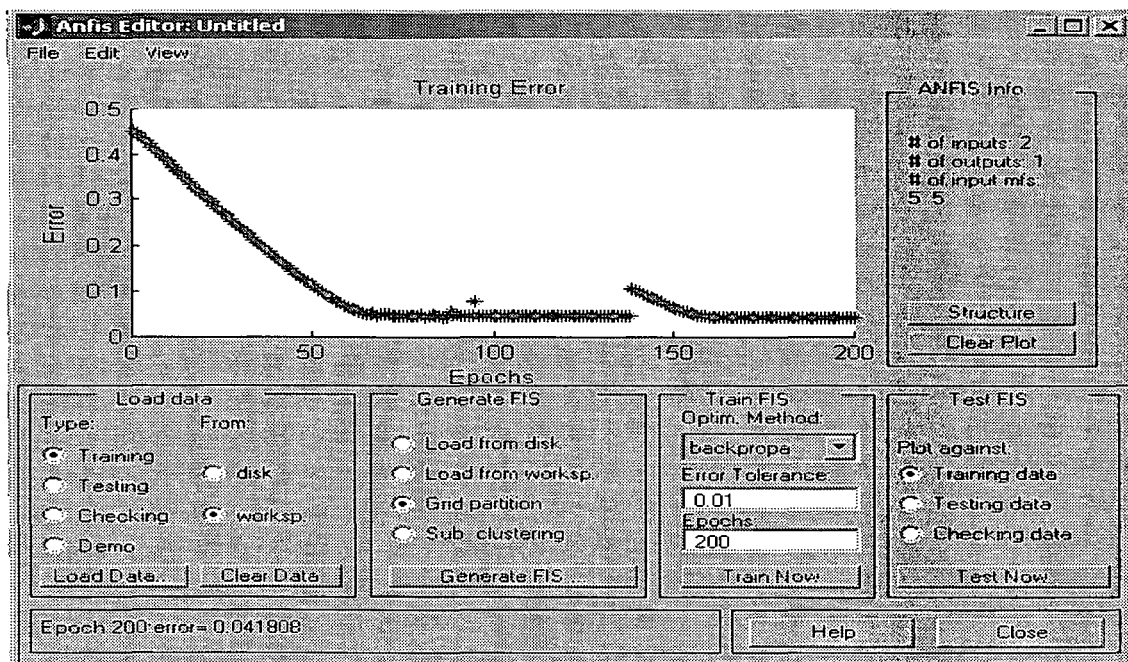 Anfis Editor: Untitled
File Edit View
Training Error
0.5
0.4
0.3
0.2
0.1
0
Error
0 50 100 150 200
Epochs
ANFIS Info.
# of inputs: 2
# of outputs: 1
# of input mfs:
5 5
Structure
Clear Plot
Load data
Type: From:
Training
Testing
Checking
Demo
disk
worksp.
Load Data... Clear Data
Generate FIS
Load from disk
Load from worksp.
Grid partition
Sub. clustering
Generate FIS ...
Train FIS
Optim. Method:
backpropa
Error Tolerance:
0.01
Epochs:
200
Train Now
Test FIS
Plot against:
Training data
Testing data
Checking data
Test Now
Epoch 200:error= 0.041808
Help Close